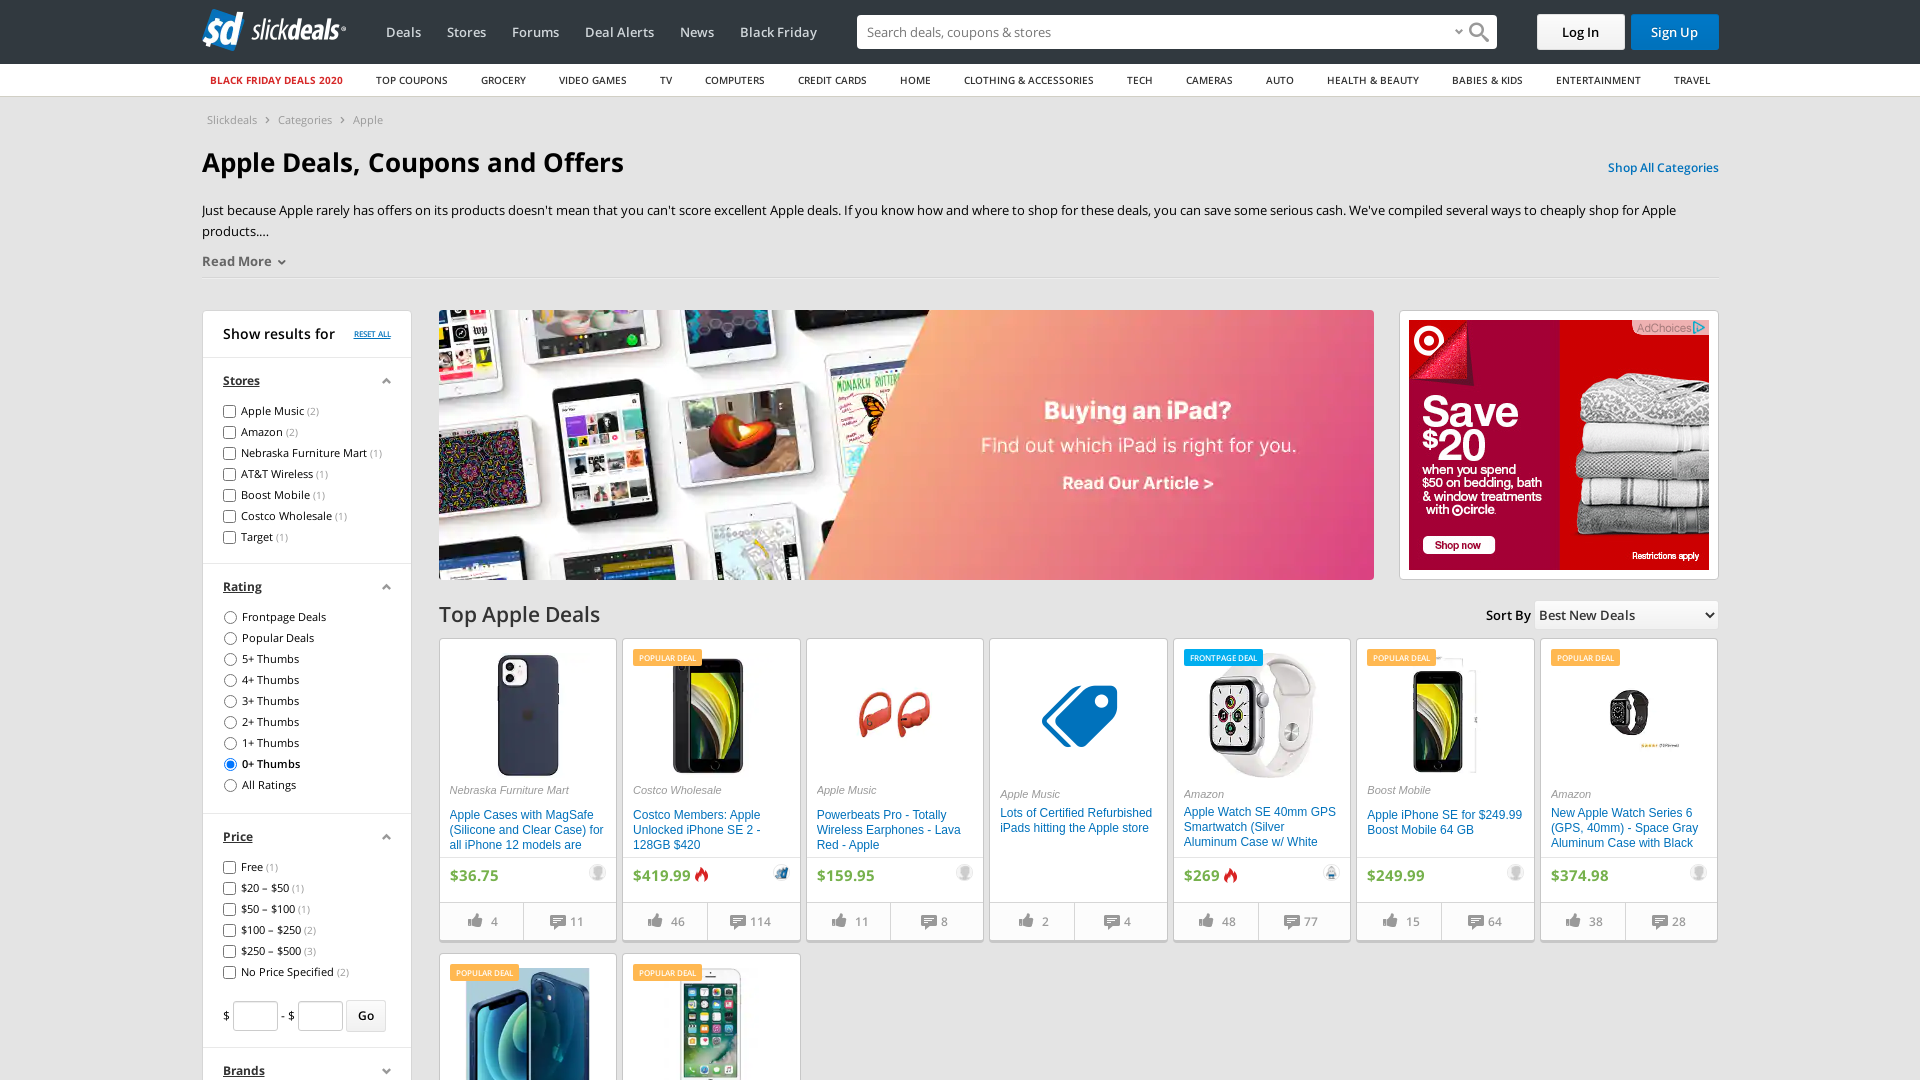 slickdeals
Deals
Stores
Forums
Deal Alerts
News
Black Friday
Search deals, coupons & stores
Log In
Sign Up
BLACK FRIDAY DEALS 2020
TOP COUPONS
GROCERY
VIDEO GAMES
TV
COMPUTERS
CREDIT CARDS
HOME
CLOTHING & ACCESSORIES
TECH
CAMERAS
AUTO
HEALTH & BEAUTY
BABIES & KIDS
ENTERTAINMENT
TRAVEL
Slickdeals > Categories > Apple
Apple Deals, Coupons and Offers
Shop All Categories
Just because Apple rarely has offers on its products doesn't mean that you can't score excellent Apple deals. If you know how and where to shop for these deals, you can save some serious cash. We've compiled several ways to cheaply shop for Apple
products....
Read More
Show results for
RESET ALL
Stores
Apple Music (2)
Amazon (2)
Nebraska Furniture Mart (1)
AT&T Wireless (1)
Boost Mobile (1)
Costco Wholesale (1)
Target (1)
Rating
Frontpage Deals
Popular Deals
5+ Thumbs
4+ Thumbs
3+ Thumbs
2+ Thumbs
1+ Thumbs
0+ Thumbs
All Ratings
Price
Free (1)
$20 – $50 (1)
$50 – $100 (1)
$100 – $250 (2)
$250 – $500 (3)
No Price Specified (2)
$ - $ Go
Brands
MONARCH BUTTER
Buying an iPad?
Find out which iPad is right for you.
Read Our Article >
AdChoices
Save
$20
when you spend
$50 on bedding, bath
& window treatments
with circle.
Shop now
Restrictions apply
Top Apple Deals
Sort By Best New Deals
Nebraska Furniture Mart
Apple Cases with MagSafe
(Silicone and Clear Case) for
all iPhone 12 models are
$36.75
4
11
POPULAR DEAL
Costco Wholesale
Costco Members: Apple
Unlocked iPhone SE 2 -
128GB $420
$419.99
46
114
Apple Music
Powerbeats Pro - Totally
Wireless Earphones - Lava
Red - Apple
$159.95
11
8
Apple Music
Lots of Certified Refurbished
iPads hitting the Apple store
2
4
FRONTPAGE DEAL
Amazon
Apple Watch SE 40mm GPS
Smartwatch (Silver
Aluminum Case w/ White
$269
48
77
POPULAR DEAL
Boost Mobile
Apple iPhone SE for $249.99
Boost Mobile 64 GB
$249.99
15
64
POPULAR DEAL
Amazon
New Apple Watch Series 6
(GPS, 40mm) - Space Gray
Aluminum Case with Black
$374.98
38
28
POPULAR DEAL
POPULAR DEAL